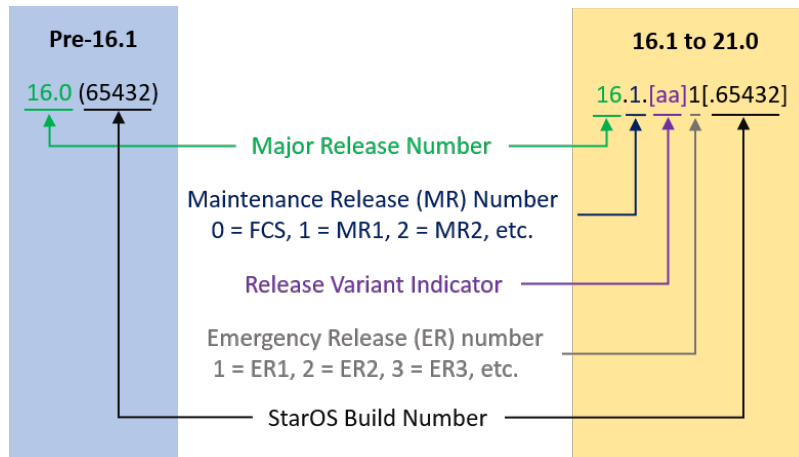 Pre-16.1
16.1 to 21.0
16.0 (65432)
16.1.[aa]1[.65432]
Major Release Number
Maintenance Release (MR) Number
0 = FCS, 1 = MR1, 2 = MR2, etc.
Release Variant Indicator
Emergency Release (ER) number
1 = ER1, 2 = ER2, 3 = ER3, etc.
StarOS Build Number